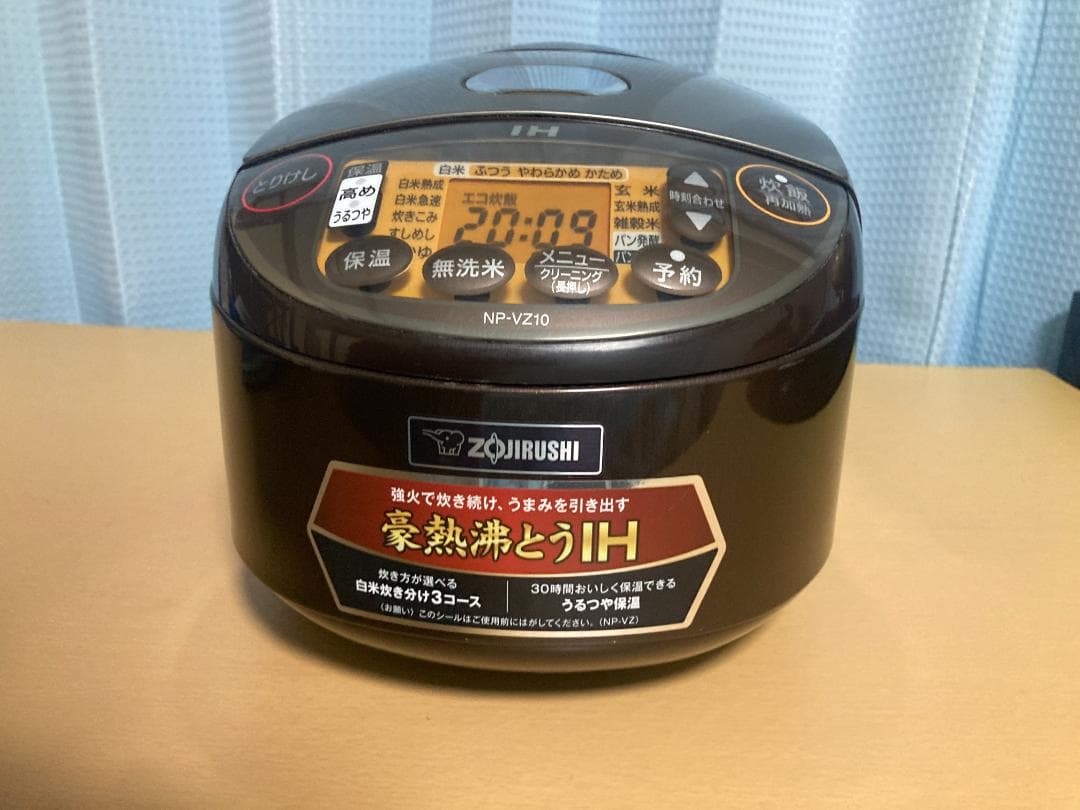 IH
とりけし
保温
高め
うるつや
白米 ふつう やわらかめ かため
白米熟成
白米急速
炊きこみ
すしめし
かゆ
エコ炊飯
20:09
玄米
玄米熟成
雑穀米
パン発酵
パン
時刻合わせ
炊飯
再加熱
保温
無洗米
メニュー
クリーニング
(長押し)
予約
NP-VZ10
ZOJIRUSHI
強火で炊き続け、うまみを引き出す
豪熱沸とうIH
炊き方が選べる
白米炊き分け3コース
30時間おいしく保温できる
うるつや保温
(お願い)このシールはご使用前にはがしてください。(NP-VZ)